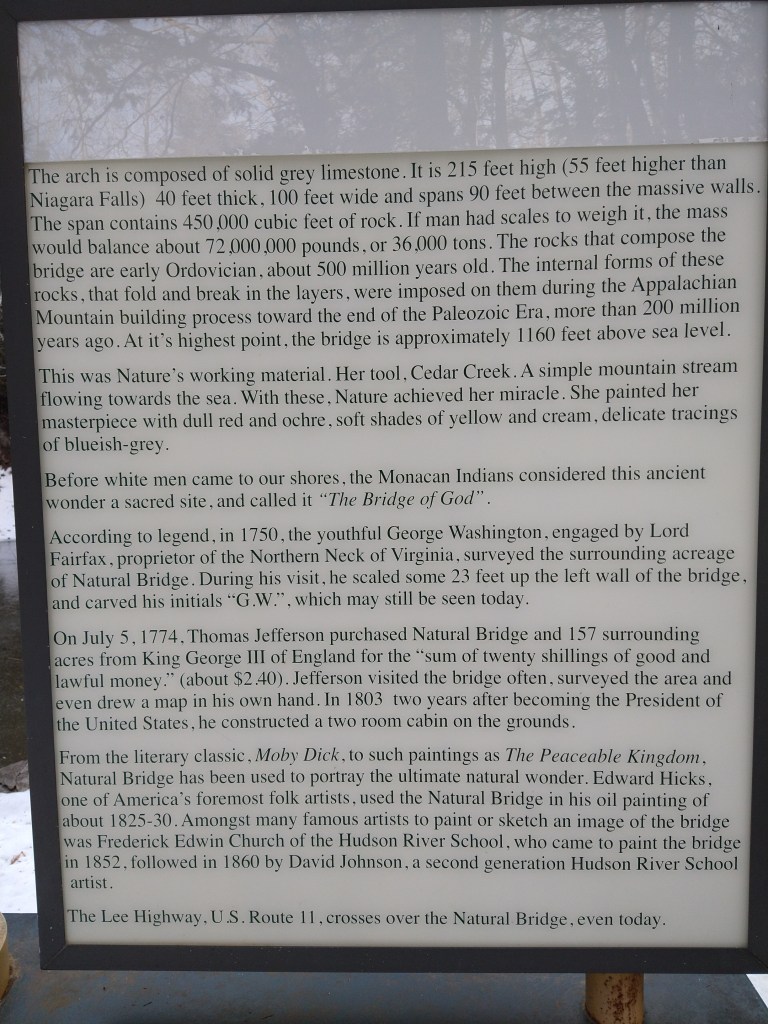 The arch is composed of solid grey limestone. It is 215 feet high (55 feet higher than
Niagara Falls) 40 feet thick, 100 feet wide and spans 90 feet between the massive walls.
The span contains 450,000 cubic feet of rock. If man had scales to weigh it, the mass
would balance about 72,000,000 pounds, or 36,000 tons. The rocks that compose the
bridge are early Ordovician, about 500 million years old. The internal forms of these
rocks, that fold and break in the layers, were imposed on them during the Appalachian
Mountain building process toward the end of the Paleozoic Era, more than 200 million
years ago. At it's highest point, the bridge is approximately 1160 feet above sea level.
This was Nature's working material. Her tool, Cedar Creek. A simple mountain stream
flowing towards the sea. With these, Nature achieved her miracle. She painted her
masterpiece with dull red and ochre, soft shades of yellow and cream, delicate tracings
of blueish-grey.
Before white men came to our shores, the Monacan Indians considered this ancient
wonder a sacred site, and called it "The Bridge of God".
According to legend, in 1750, the youthful George Washington, engaged by Lord
Fairfax, proprietor of the Northern Neck of Virginia, surveyed the surrounding acreage
of Natural Bridge. During his visit, he scaled some 23 feet up the left wall of the bridge,
and carved his initials "G.W.", which may still be seen today.
On July 5, 1774, Thomas Jefferson purchased Natural Bridge and 157 surrounding
acres from King George III of England for the "sum of twenty shillings of good and
lawful money." (about $2.40). Jefferson visited the bridge often, surveyed the area and
even drew a map in his own hand. In 1803 two years after becoming the President of
the United States, he constructed a two room cabin on the grounds.
From the literary classic, Moby Dick, to such paintings as The Peaceable Kingdom,
Natural Bridge has been used to portray the ultimate natural wonder. Edward Hicks,
one of America's foremost folk artists, used the Natural Bridge in his oil painting of
about 1825-30. Amongst many famous artists to paint or sketch an image of the bridge
was Frederick Edwin Church of the Hudson River School, who came to paint the bridge
in 1852, followed in 1860 by David Johnson, a second generation Hudson River School
artist.
The Lee Highway, U.S. Route 11, crosses over the Natural Bridge, even today.